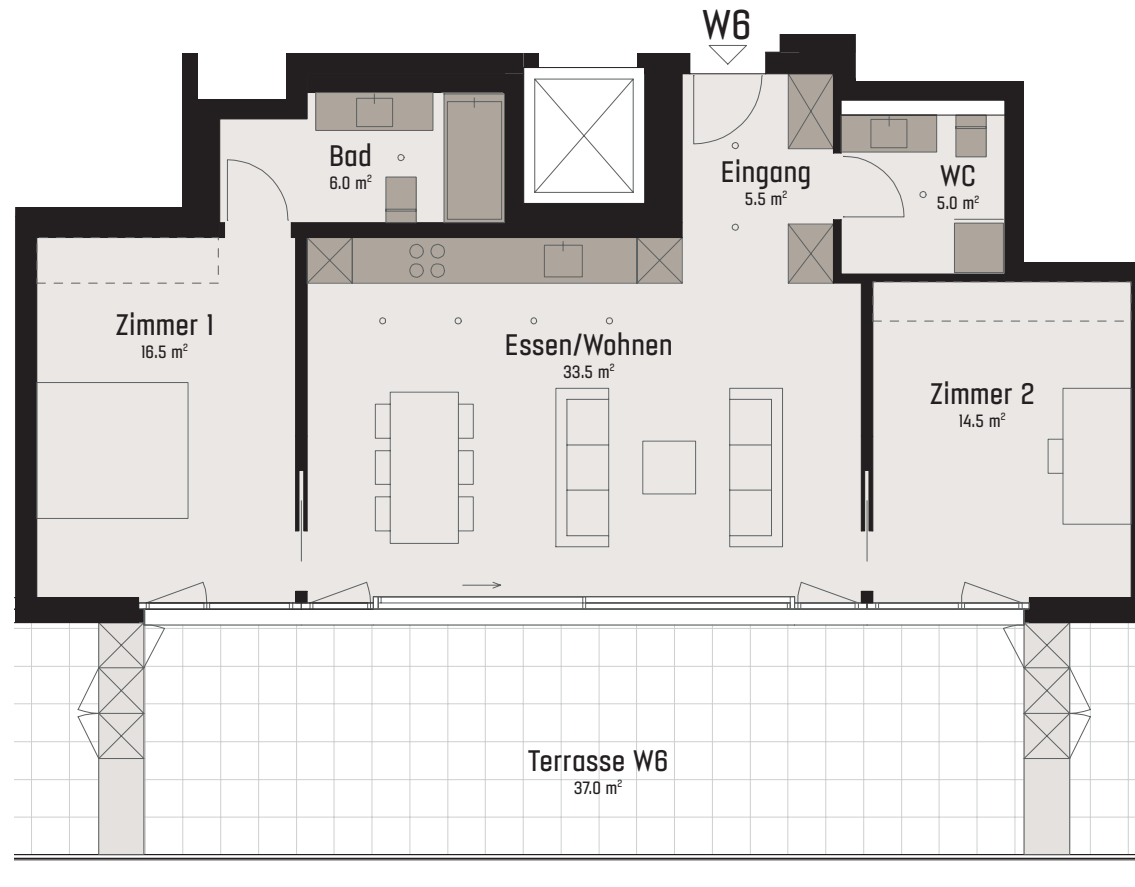 W6
Bad
6.0 m²
Eingang
5.5 m²
WC
5.0 m²
Zimmer 1
16.5 m²
Essen/Wohnen
33.5 m²
Zimmer 2
14.5 m²
Terrasse W6
37.0 m²